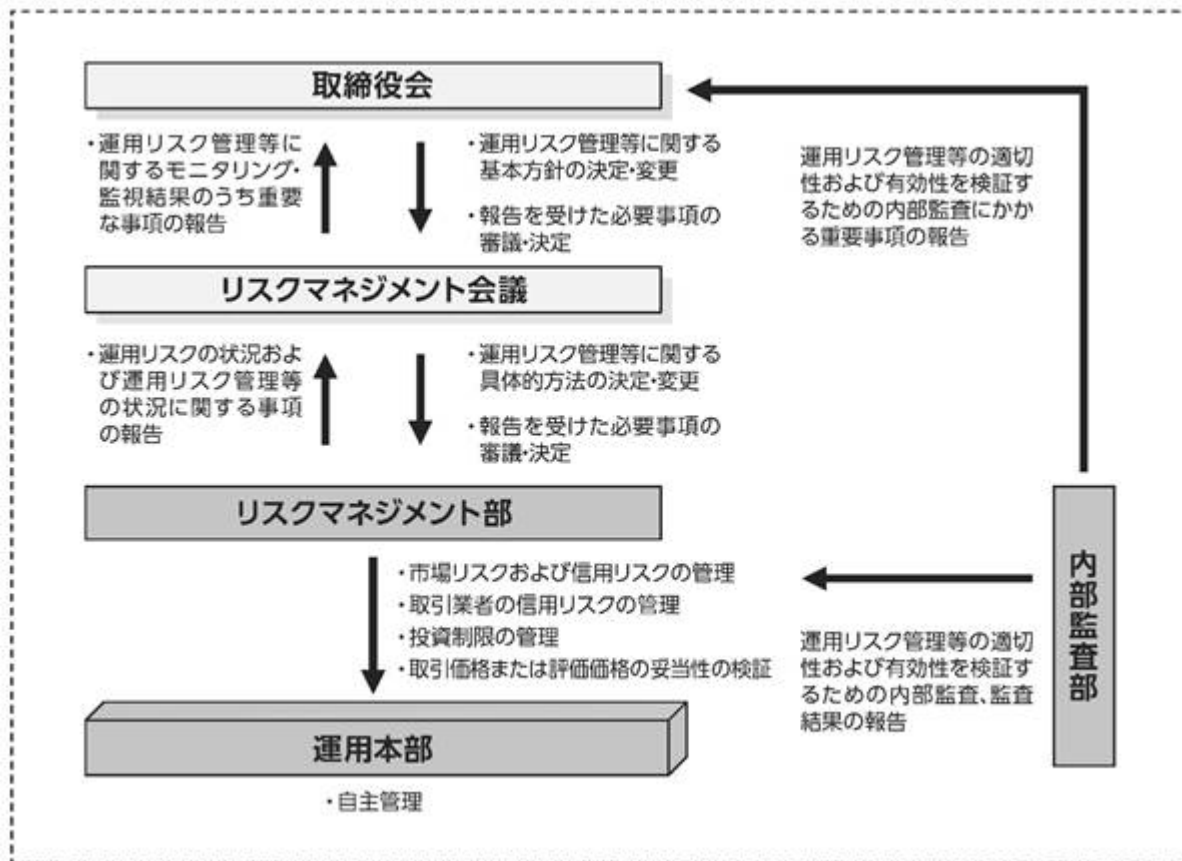 取締役会
・運用リスク管理等に
関するモニタリング・
監視結果のうち重要
な事項の報告
・運用リスク管理等に関する
基本方針の決定・変更
・報告を受けた必要事項の
審議・決定
運用リスク管理等の適切
性および有効性を検証す
るための内部監査にかか
る重要事項の報告
リスクマネジメント会議
・運用リスクの状況およ
び運用リスク管理等
の状況に関する事項
の報告
・運用リスク管理等に関する
具体的方法の決定・変更
・報告を受けた必要事項の
審議・決定
リスクマネジメント部
・市場リスクおよび信用リスクの管理
・取引業者の信用リスクの管理
・投資制限の管理
・取引価格または評価価格の妥当性の検証
内部監査部
運用リスク管理等の適切
性および有効性を検証す
るための内部監査、監査
結果の報告
運用本部
・自主管理